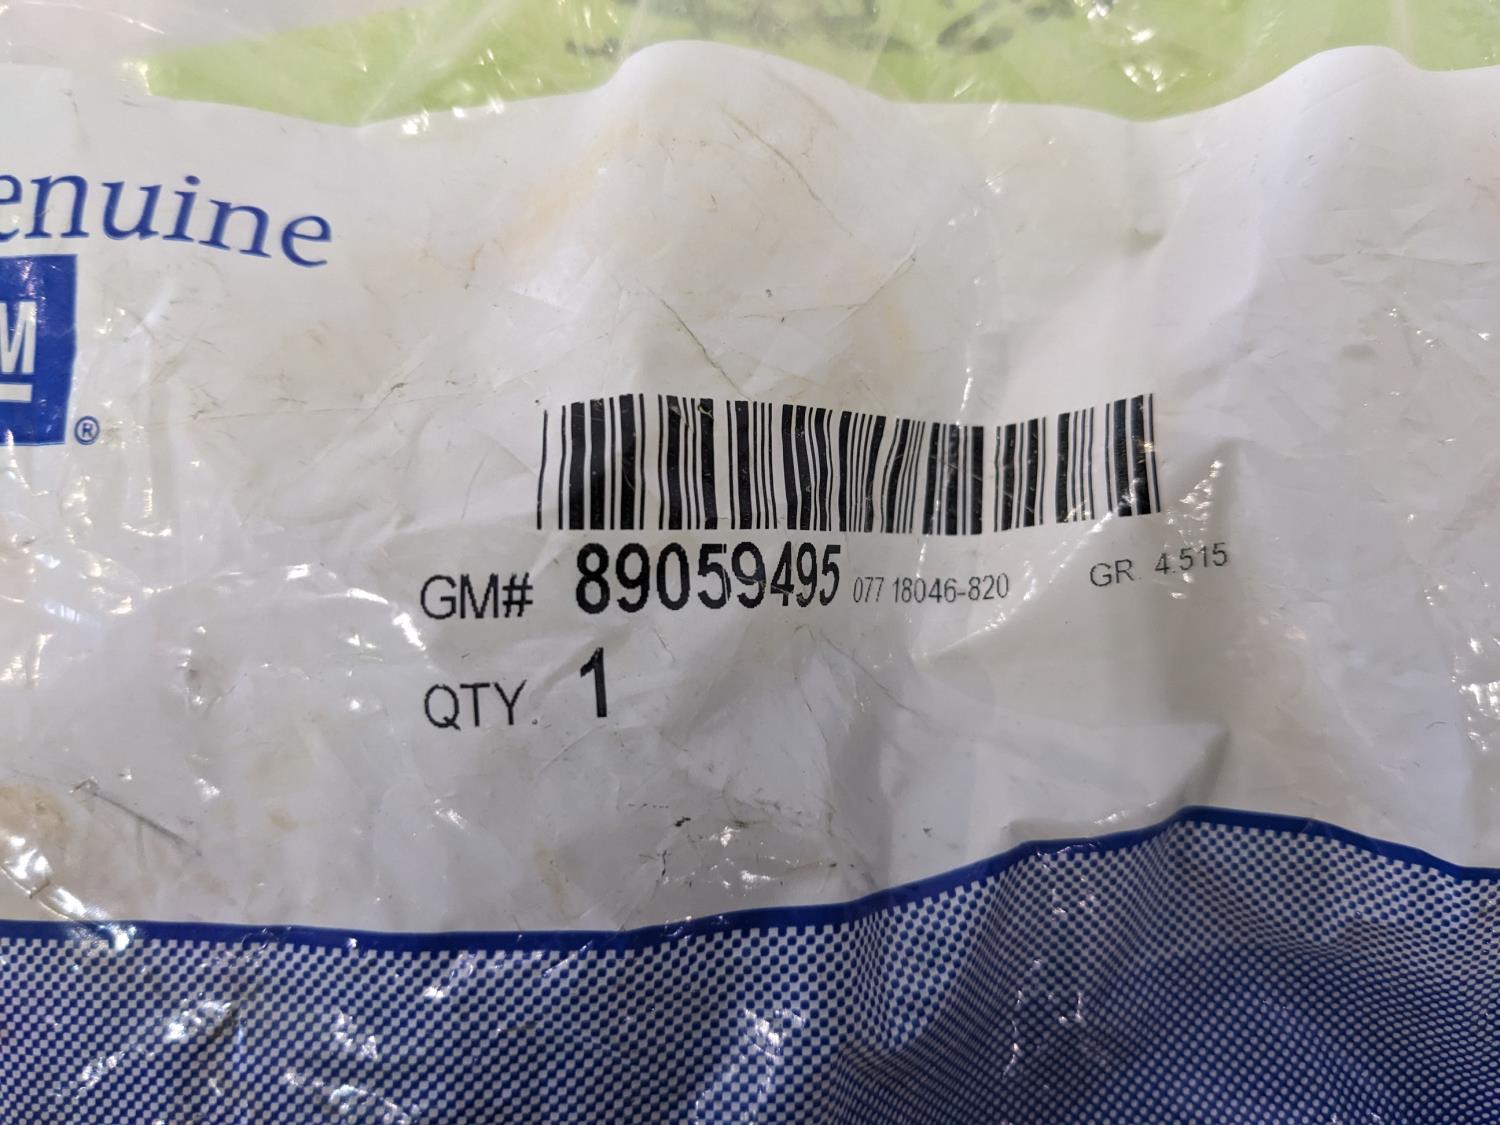 enuine
M
®
GM# 89059495 077 18046-820 GR. 4.515
QTY. 1